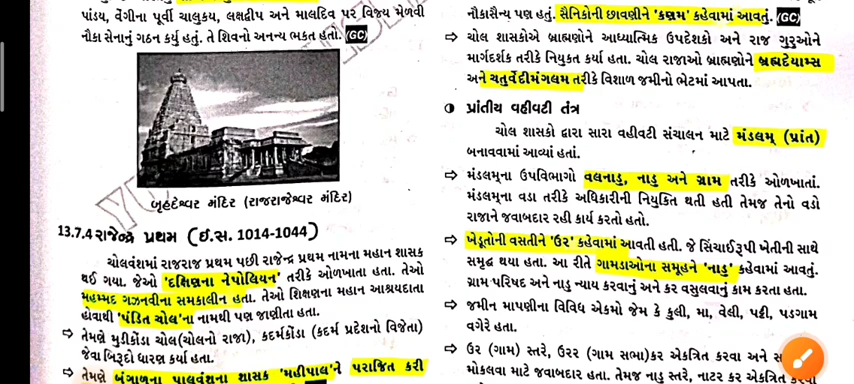 પાંડય, વેંગીના પૂર્વી ચાલુક્ય, લક્ષદ્વીપ અને માલદિવ પર વિજય મેળવી
નૌકા સેનાનું ગઠન કર્યુ હતું. તે શિવનો અનન્ય ભકત હતો. (GC)
બૃહદેશ્વર મંદિર (રાજરાજેશ્વર મંદિર)
13.7.4 રાજેન્દ્ર પ્રથમ (ઈ.સ. 1014-1044)
ચોલવંશમાં રાજરાજ પ્રથમ પછી રાજેન્દ્ર પ્રથમ નામના મહાન શાસક
થઈ ગયા. જેઓ 'દક્ષિણના નેપોલિયન' તરીકે ઓળખાતા હતા. તેઓ
મહમ્મદ ગઝનવીના સમકાલીન હતા. તેઓ શિક્ષણના મહાન આશ્રયદાતા
હોવાથી 'પંડિત ચોલ'ના નામથી પણ જાણીતા હતા.
⇨ તેમણે મુડીકોંડા ચોલ(ચોલનો રાજા), કદમકોંડા (કદમ પ્રદેશનો વિજેતા)
જેવા બિરૂદો ધારણ કર્યા હતા.
⇨ તેમણે બંગાળના પાલવંશના શાસક 'મહીપાલ'ને પરાજિત કરી
નૌકાસૈન્ય પણ હતું. સૈનિકોની છાવણીને 'કણમ' કહેવામાં આવતું. (GC)
⇨ ચોલ શાસકોએ બ્રાહ્મણોને આધ્યાત્મિક ઉપદેશકો અને રાજ ગુરુઓને
માર્ગદર્શક તરીકે નિયુકત કર્યા હતા. ચોલ રાજાઓ બ્રાહ્મણોને બ્રહ્મદેયામ્સ
અને ચતુર્વેદીમંગલમ તરીકે વિશાળ જમીનો ભેટમાં આપતા.
◑ પ્રાંતીય વહીવટી તંત્ર
ચોલ શાસકો દ્વારા સારા વહીવટી સંચાલન માટે મંડલમ્ (પ્રાંત)
બનાવવામાં આવ્યાં હતાં.
⇨ મંડલમ્ના ઉપવિભાગો વલનાડુ, નાડુ અને ગ્રામ તરીકે ઓળખાતાં.
મંડલમ્ના વડા તરીકે અધિકારીની નિયુકિત થતી હતી તેમજ તેનો વડો
રાજાને જવાબદાર રહી કાર્ય કરતો હતો.
⇨ ખેડૂતોની વસતીને 'ઉર' કહેવામાં આવતી હતી. જે સિંચાઈરૂપી ખેતીની સાથે
સમૃદ્ધ થયા હતા. આ રીતે ગામડાઓના સમૂહને 'નાડુ' કહેવામાં આવતું.
ગ્રામ પરિષદ અને નાડુ ન્યાય કરવાનું અને કર વસુલવાનું કામ કરતા હતા.
⇨ જમીન માપણીના વિવિધ એકમો જેમ કે કુલી, મા, વેલી, પટ્ટી, પડગામ
વગેરે હતા.
⇨ ઉર (ગામ) સ્તરે, ઉરર (ગામ સભા)કર એકત્રિત કરવા અને
મોકલવા માટે જવાબદાર હતા. તેમજ નાડુ સ્તરે, નાટર કર એકત્રિત કરવા